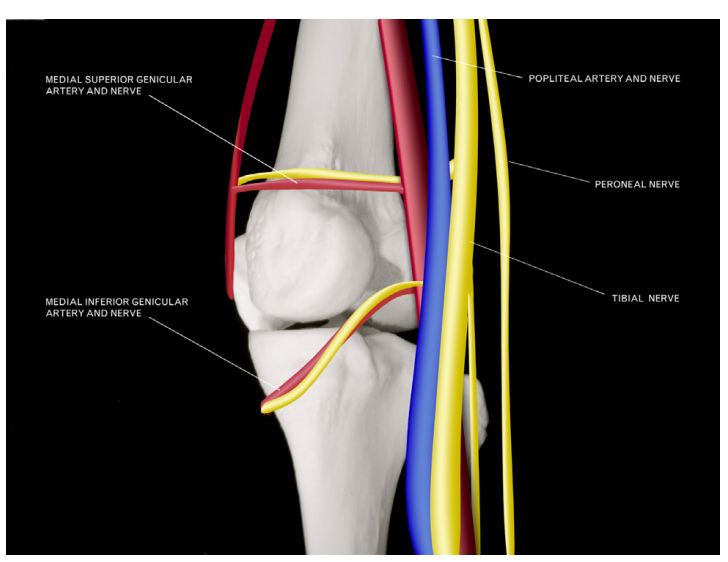 MEDIAL SUPERIOR GENICULAR
ARTERY AND NERVE
POPLITEAL ARTERY AND NERVE
PERONEAL NERVE
TIBIAL NERVE
MEDIAL INFERIOR GENICULAR
ARTERY AND NERVE